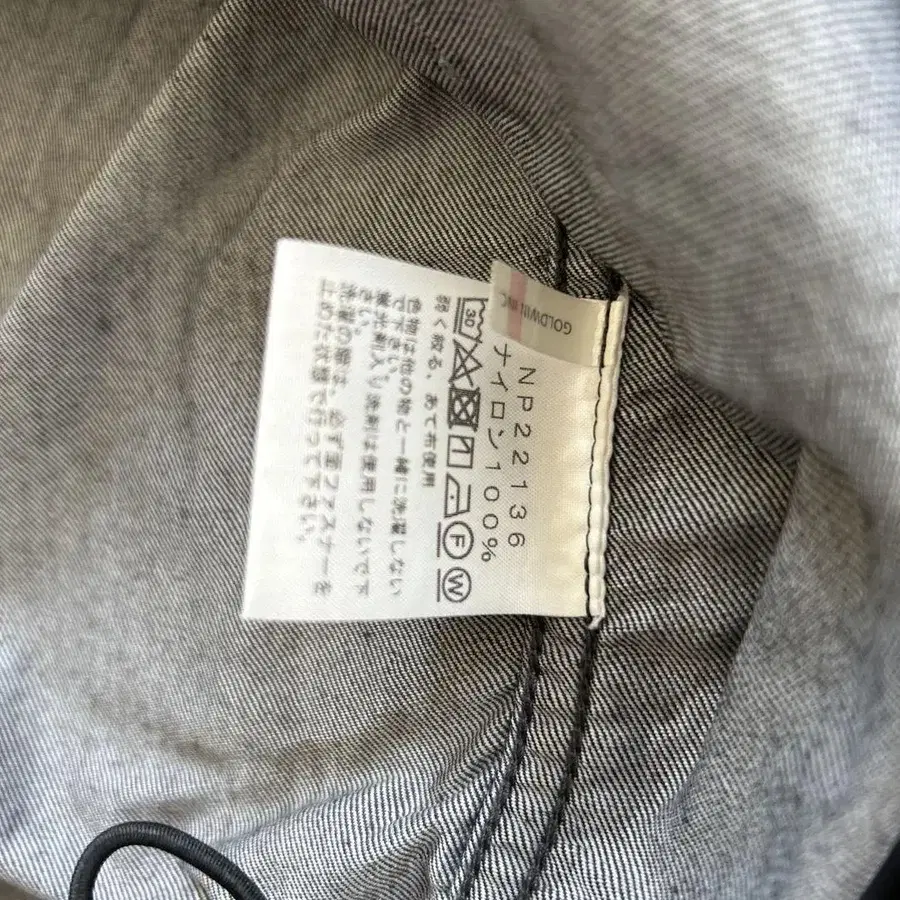 GOLDWIN INC.
NP22136
ナイロン100%
30
F
W
弱く絞る、あて布使用
色物は他の物と一緒に洗濯しない
で下さい。
蛍光剤入り洗剤は使用しないで下
さい。
洗濯の際は、必ず面ファスナーを
止めた状態で行って下さい。